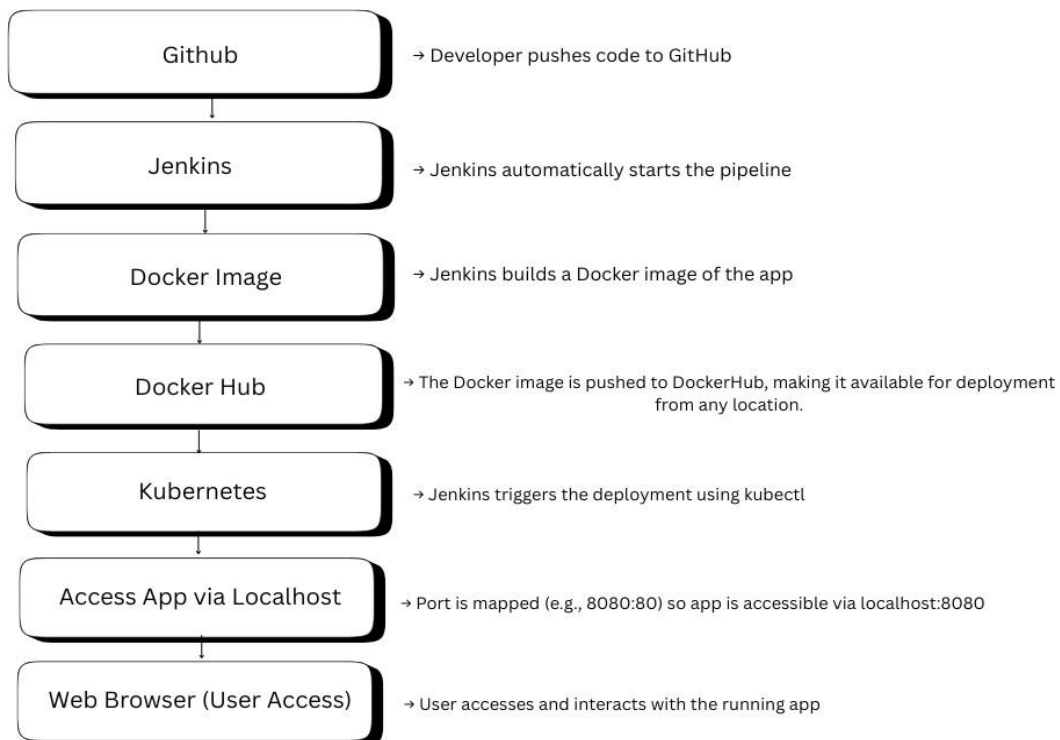 Github
→ Developer pushes code to GitHub
Jenkins
→ Jenkins automatically starts the pipeline
Docker Image
→ Jenkins builds a Docker image of the app
Docker Hub
→ The Docker image is pushed to DockerHub, making it available for deployment
from any location.
Kubernetes
→ Jenkins triggers the deployment using kubectl
Access App via Localhost
→ Port is mapped (e.g., 8080:80) so app is accessible via localhost:8080
Web Browser (User Access)
→ User accesses and interacts with the running app